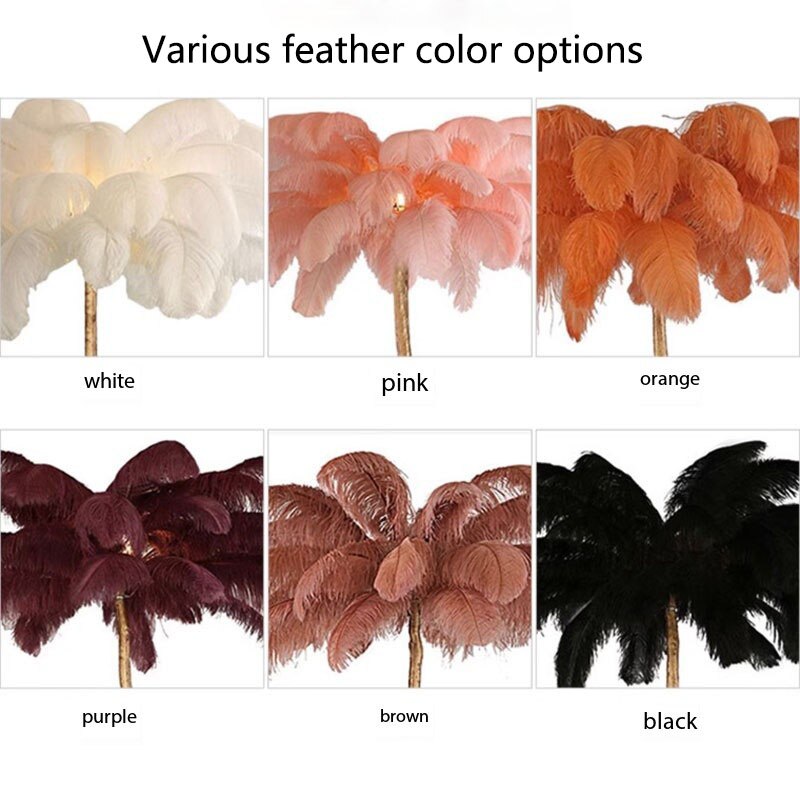 Various feather color options
white
pink
orange
purple
brown
black